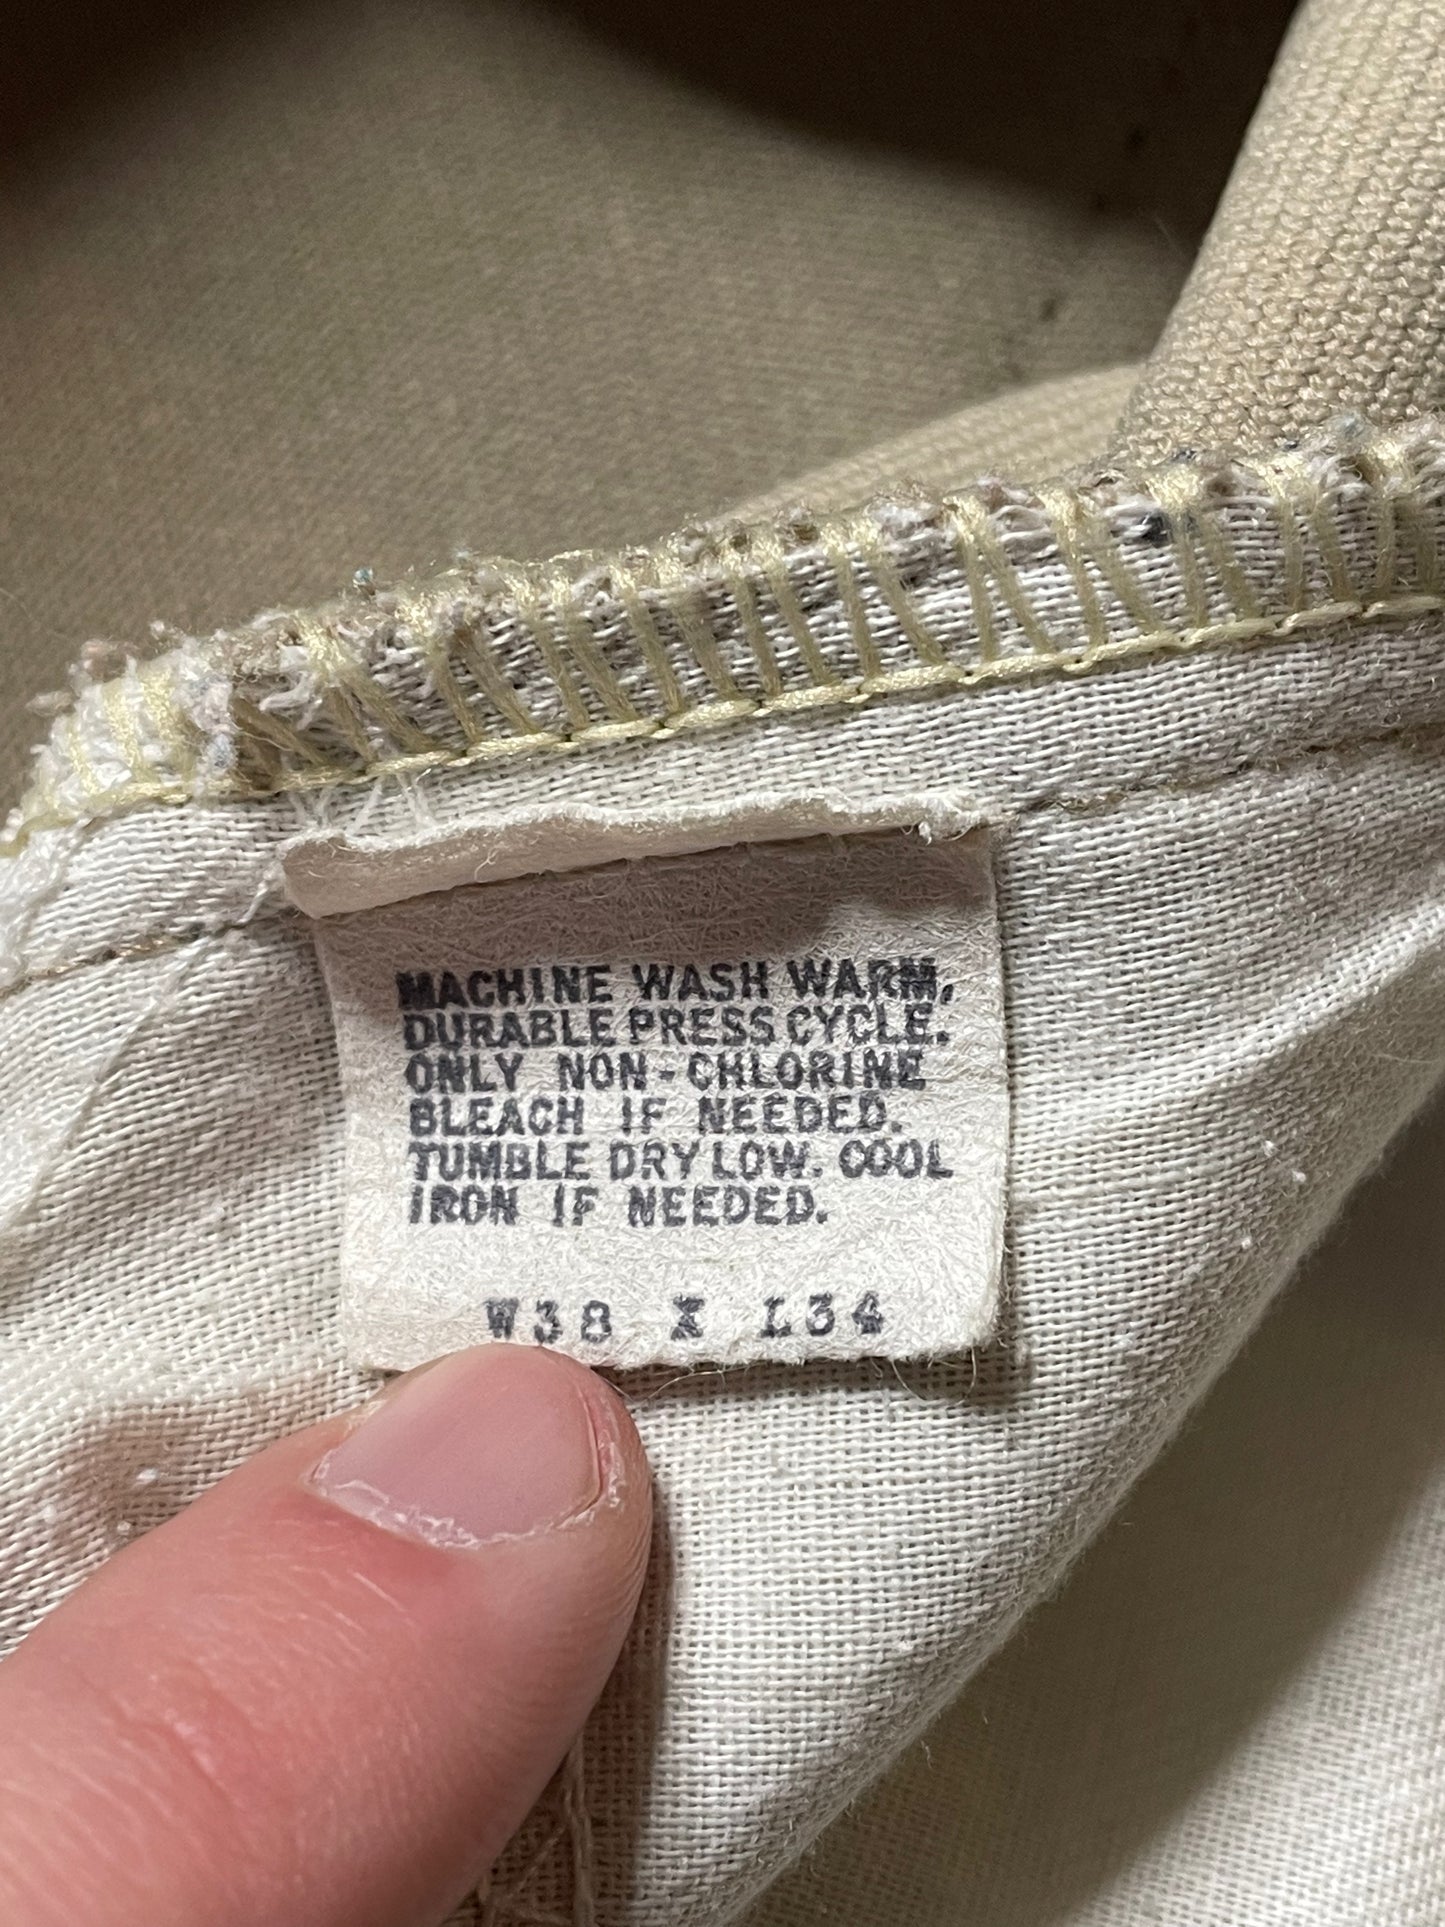 MACHINE WASH WARM,
DURABLE PRESS CYCLE.
ONLY NON-CHLORINE
BLEACH IF NEEDED.
TUMBLE DRY LOW. COOL
IRON IF NEEDED.
W38 X L34